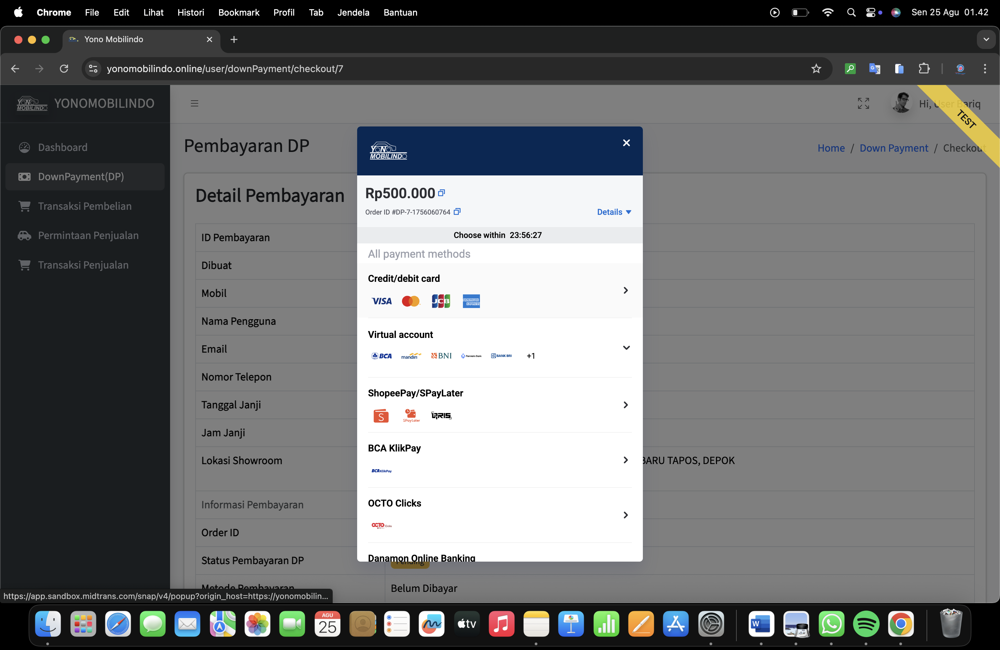 Chrome File Edit Lihat Histori Bookmark Profil Tab Jendela Bantuan Sen 25 Agu 01.42
Yono Mobilindo
yonomobilindo.online/user/downPayment/checkout/7
YONO MOBILINDO YONOMOBILINDO
Hi, User Bariq
TEST
Dashboard
DownPayment(DP)
Transaksi Pembelian
Permintaan Penjualan
Transaksi Penjualan
Pembayaran DP
Home / Down Payment / Checkout
Detail Pembayaran
ID Pembayaran
Dibuat
Mobil
Nama Pengguna
Email
Nomor Telepon
Tanggal Janji
Jam Janji
Lokasi Showroom
BARU TAPOS, DEPOK
Informasi Pembayaran
Order ID
Status Pembayaran DP
Pending
Metode Pembayaran
Belum Dibayar
YONO MOBILINDO
Rp500.000
Order ID #DP-7-1756060764
Details
Choose within 23:56:27
All payment methods
Credit/debit card
VISA JCB AMERICAN EXPRESS
Virtual account
BCA mandiri BNI Permata Bank BANK BRI +1
ShopeePay/SPayLater
S SPayLater QRIS
BCA KlikPay
BCA KlikPay
OCTO Clicks
OCTO Clicks
Danamon Online Banking
https://app.sandbox.midtrans.com/snap/v4/popup?origin_host=https://yonomobilin...
AGU
25
tv
W